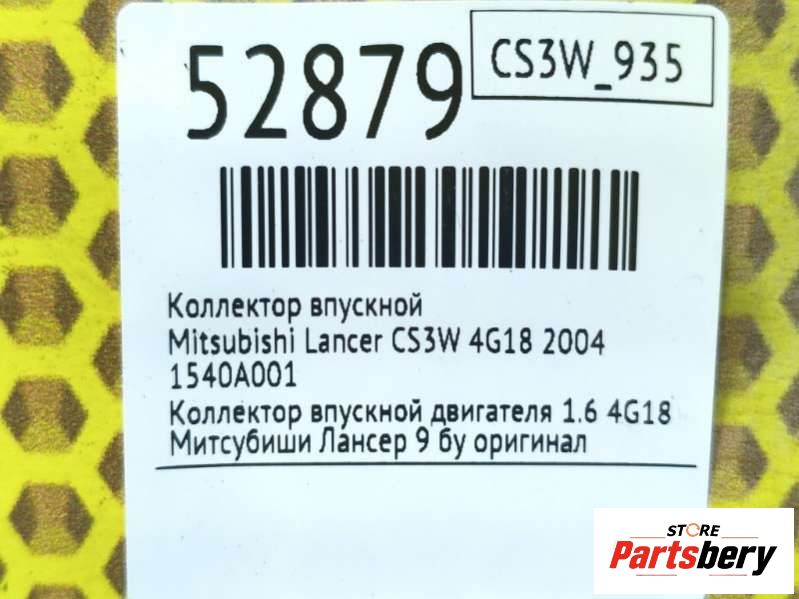 52879
CS3W_935
Коллектор впускной
Mitsubishi Lancer CS3W 4G18 2004
1540A001
Коллектор впускной двигателя 1.6 4G18
Митсубиши Лансер 9 бу оригинал
STORE
Partsbery